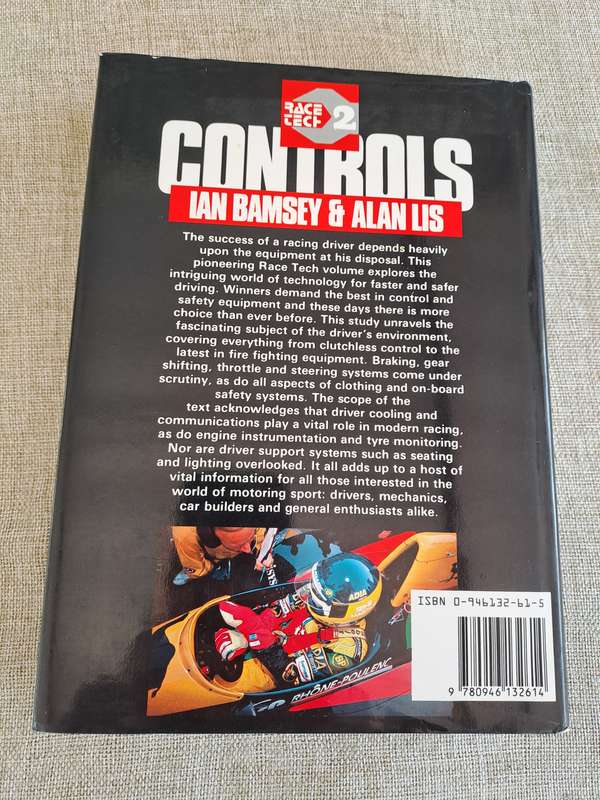 RACE
TECH 2
CONTROLS
IAN BAMSEY & ALAN LIS
The success of a racing driver depends heavily
upon the equipment at his disposal. This
pioneering Race Tech volume explores the
intriguing world of technology for faster and safer
driving. Winners demand the best in control and
safety equipment and these days there is more
choice than ever before. This study unravels the
fascinating subject of the driver's environment,
covering everything from clutchless control to the
latest in fire fighting equipment. Braking, gear
shifting, throttle and steering systems come under
scrutiny, as do all aspects of clothing and on-board
safety systems. The scope of the
text acknowledges that driver cooling and
communications play a vital role in modern racing,
as do engine instrumentation and tyre monitoring.
Nor are driver support systems such as seating
and lighting overlooked. It all adds up to a host of
vital information for all those interested in the
world of motoring sport: drivers, mechanics,
car builders and general enthusiasts alike.
ADIA
BP
RHÔNE-POULENC
ISBN 0-946132-61-5
9 780946 132614